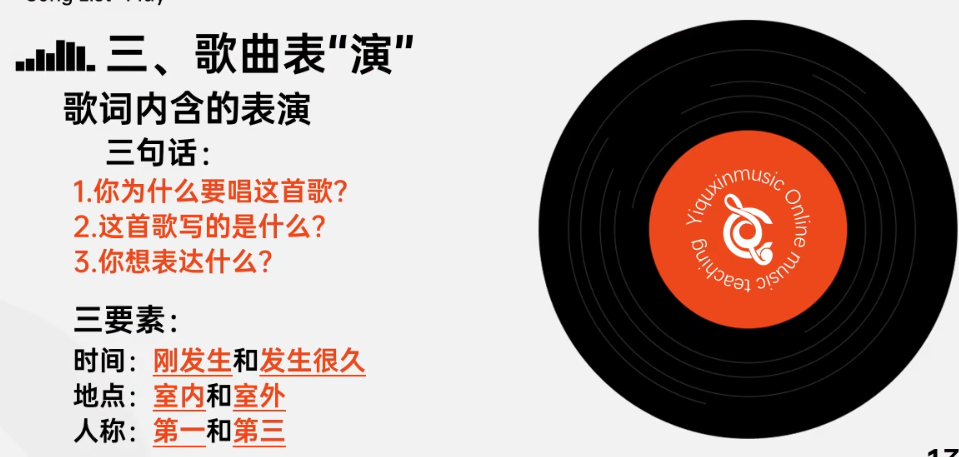 三、歌曲表“演”
歌词内含的表演
三句话：
1.你为什么要唱这首歌？
2.这首歌写的是什么？
3.你想表达什么？
三要素：
时间：刚发生和发生很久
地点：室内和室外
人称：第一和第三
Yiquxinmusic Online music teaching